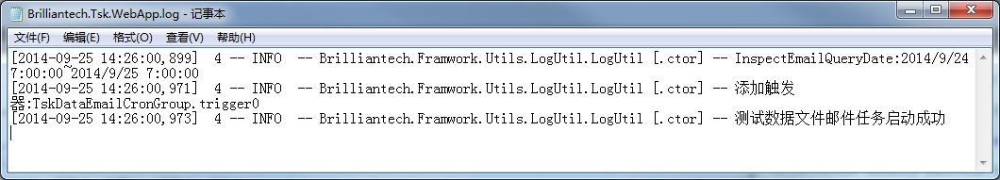 Brilliantech.Tsk.WebApp.log - 记事本
文件(F) 编辑(E) 格式(O) 查看(V) 帮助(H)
[2014-09-25 14:26:00,899] 4 -- INFO -- Brilliantech.Framwork.Utils.LogUtil.LogUtil [.ctor] -- InspectEmailQueryDate:2014/9/24
7:00:00~2014/9/25 7:00:00
[2014-09-25 14:26:00,971] 4 -- INFO -- Brilliantech.Framwork.Utils.LogUtil.LogUtil [.ctor] -- 添加触发
器:TskDataEmailCronGroup.trigger0
[2014-09-25 14:26:00,973] 4 -- INFO -- Brilliantech.Framwork.Utils.LogUtil.LogUtil [.ctor] -- 测试数据文件邮件任务启动成功